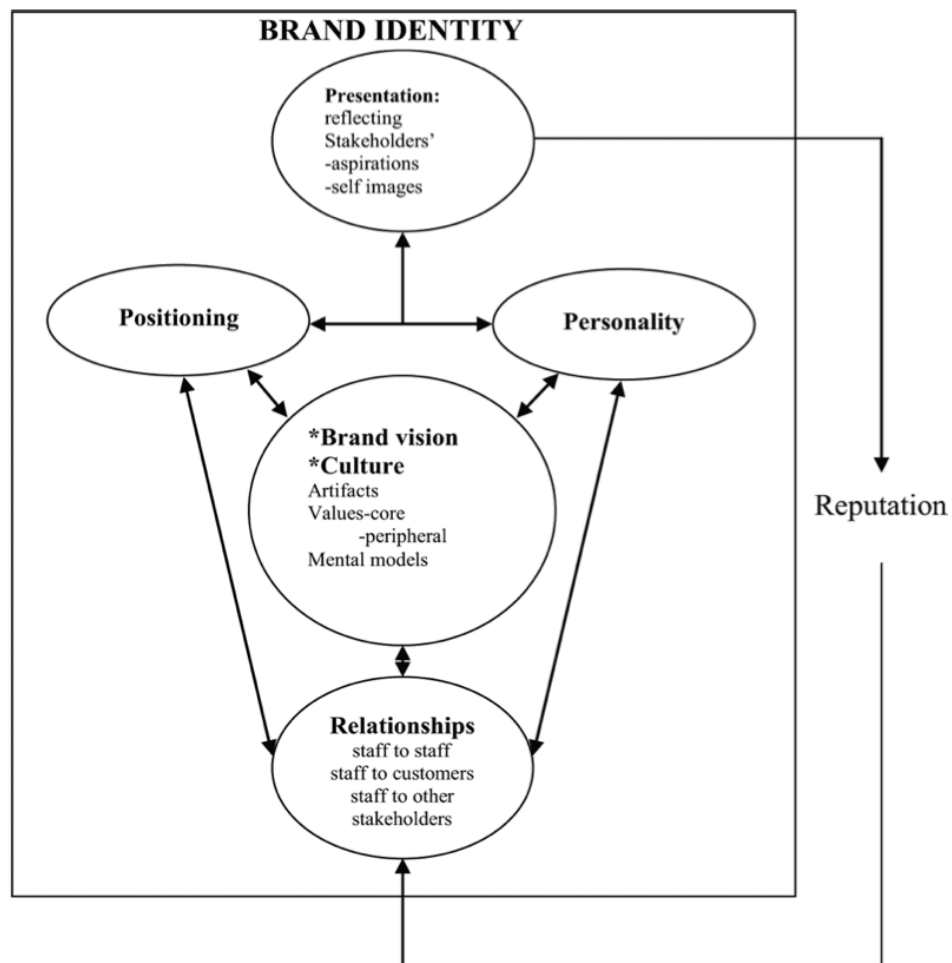 BRAND IDENTITY
Presentation:
reflecting
Stakeholders’
-aspirations
-self images
Positioning
Personality
*Brand vision
*Culture
Artifacts
Values-core
-peripheral
Mental models
Reputation
Relationships
staff to staff
staff to customers
staff to other
stakeholders